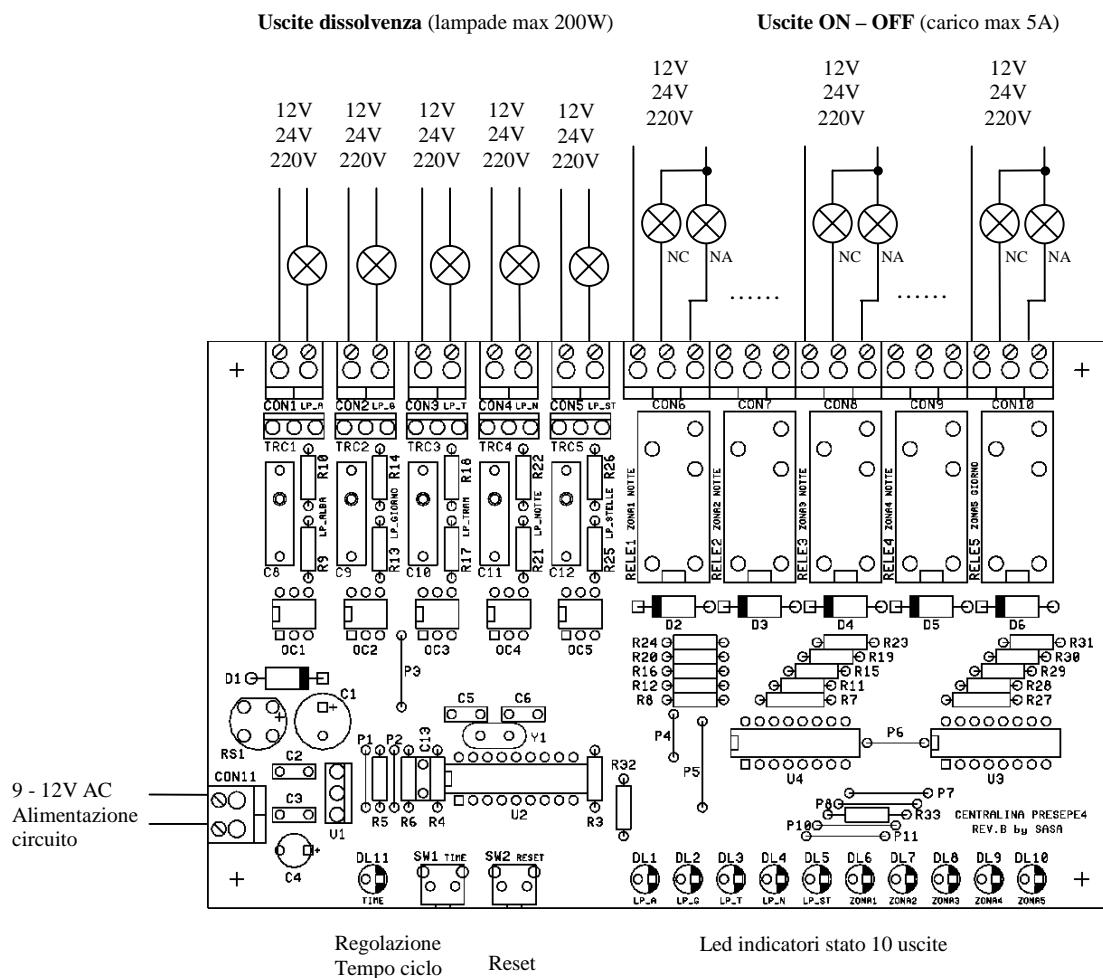 Uscite dissolvenza (lampade max 200W) Uscite ON – OFF (carico max 5A)
12V 12V 12V
24V 24V 24V
220V 220V 220V
12V 12V 12V 12V 12V
24V 24V 24V 24V 24V
220V 220V 220V 220V 220V
NC NA NC NA NC NA
...... ......
CON1 LP_A CON2 LP_G CON3 LP_T CON4 LP_N CON5 LP_ST CON6 CON7 CON8 CON9 CON10
TRC1 TRC2 TRC3 TRC4 TRC5
R10 R14 R18 R22 R26
LP_ALBA LP_GIORNO LP_TRAM LP_NOTTE LP_STELLE
R9 R13 R17 R21 R25
C8 C9 C10 C11 C12
RELE1 ZONA1 NOTTE RELE2 ZONA2 NOTTE RELE3 ZONA3 NOTTE RELE4 ZONA4 NOTTE RELE5 ZONA5 GIORNO
OC1 OC2 OC3 OC4 OC5
D2 D3 D4 D5 D6
R24 R23 R31
R20 R19 R30
R16 R15 R29
R12 R11 R28
R8 R7 R27
P3
D1
C1
+
+
RS1
C5 C6
Y1
P4 P5 P6
U4 U3
P1 P2 C13
C2
R32
CON11
9 - 12V AC
Alimentazione
circuito
C3
U1
R5 R6 R4 U2 R3
P7
P8
R33
P10
P11
CENTRALINA PRESEPE4
REV.B by SASA
+
C4
DL11 SW1 TIME SW2 RESET DL1 DL2 DL3 DL4 DL5 DL6 DL7 DL8 DL9 DL10
TIME LP_A LP_G LP_T LP_N LP_ST ZONA1 ZONA2 ZONA3 ZONA4 ZONA5
Regolazione
Tempo ciclo
Reset
Led indicatori stato 10 uscite